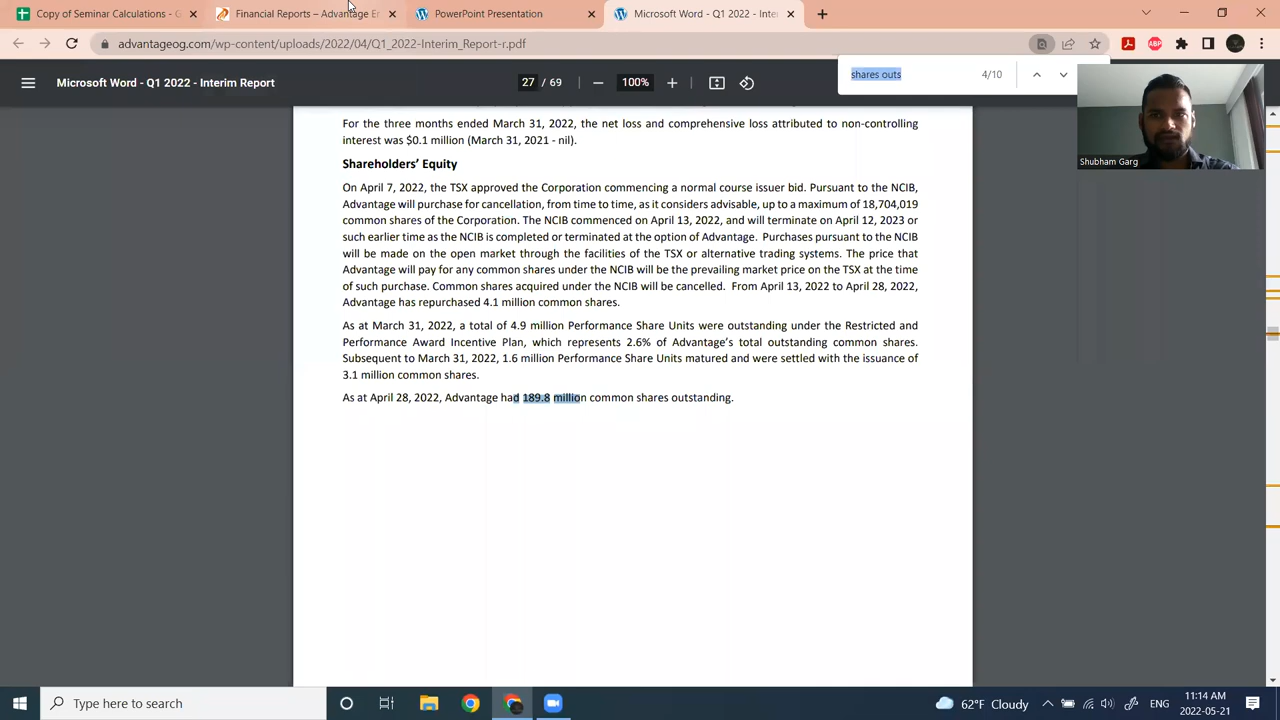 Copy of Seminar Calculations - G
Financial Reports – Advantage En
PowerPoint Presentation
Microsoft Word - Q1 2022 - Inte
advantageog.com/wp-content/uploads/2022/04/Q1_2022-Interim_Report-r.pdf
ABP
shares outs
4/10
Microsoft Word - Q1 2022 - Interim Report
27 / 69
100%
Shubham Garg
For the three months ended March 31, 2022, the net loss and comprehensive loss attributed to non-controlling
interest was $0.1 million (March 31, 2021 - nil).
Shareholders' Equity
On April 7, 2022, the TSX approved the Corporation commencing a normal course issuer bid. Pursuant to the NCIB,
Advantage will purchase for cancellation, from time to time, as it considers advisable, up to a maximum of 18,704,019
common shares of the Corporation. The NCIB commenced on April 13, 2022, and will terminate on April 12, 2023 or
such earlier time as the NCIB is completed or terminated at the option of Advantage. Purchases pursuant to the NCIB
will be made on the open market through the facilities of the TSX or alternative trading systems. The price that
Advantage will pay for any common shares under the NCIB will be the prevailing market price on the TSX at the time
of such purchase. Common shares acquired under the NCIB will be cancelled. From April 13, 2022 to April 28, 2022,
Advantage has repurchased 4.1 million common shares.
As at March 31, 2022, a total of 4.9 million Performance Share Units were outstanding under the Restricted and
Performance Award Incentive Plan, which represents 2.6% of Advantage's total outstanding common shares.
Subsequent to March 31, 2022, 1.6 million Performance Share Units matured and were settled with the issuance of
3.1 million common shares.
As at April 28, 2022, Advantage had 189.8 million common shares outstanding.
Type here to search
62°F Cloudy
ENG
11:14 AM
2022-05-21